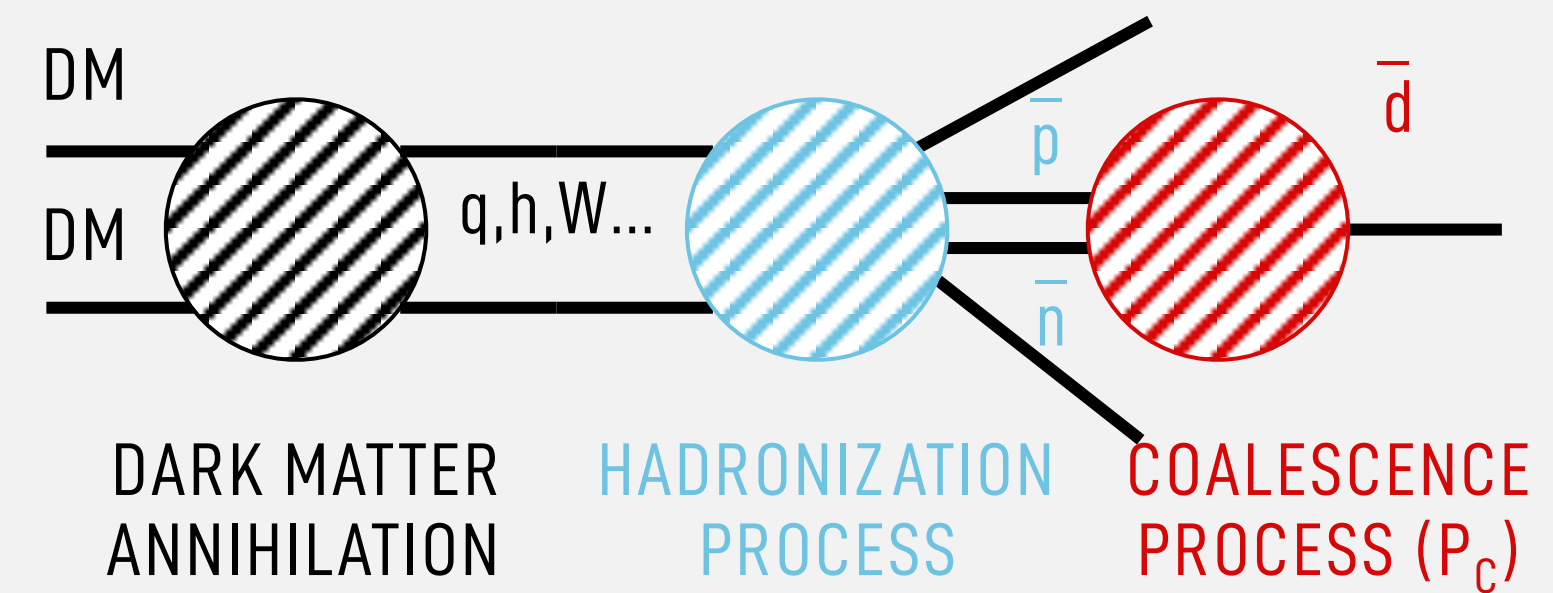 DM
DM
q,h,W...
p̅
n̅
d̅
DARK MATTER
ANNIHILATION
HADRONIZATION
PROCESS
COALESCENCE
PROCESS (P_C)